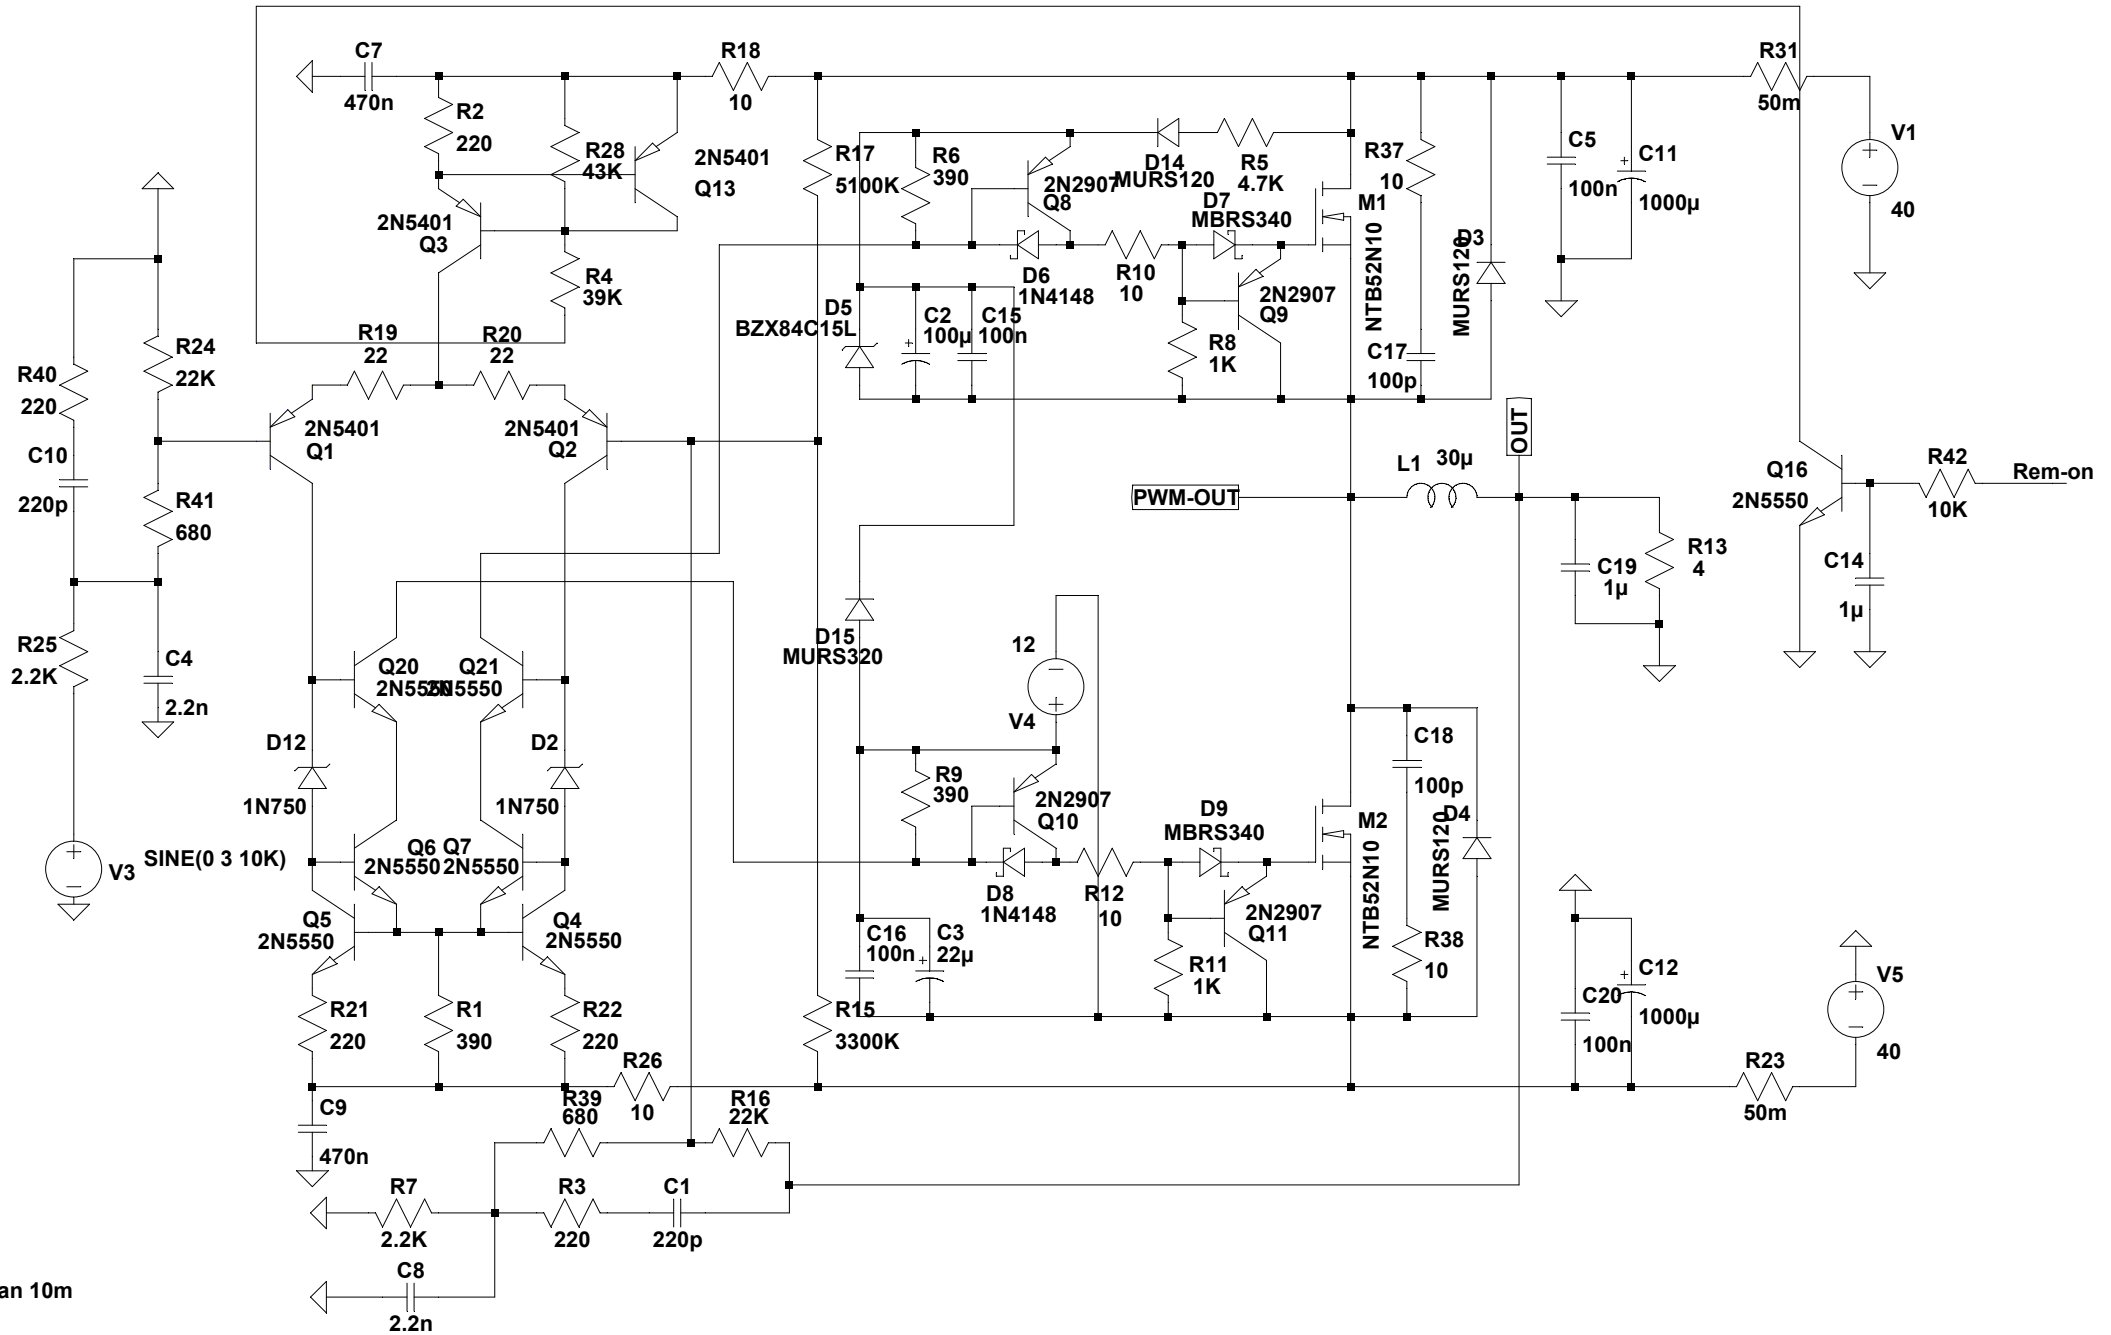 C7
470n
R18
10
R31
50m
R2
220
R28
43K
2N5401
Q13
R17
5100K
R6
390
2N2907
Q8
D14
MURS120
R5
4.7K
R37
10
C5
100n
C11
1000µ
V1
40
2N5401
Q3
R4
39K
D7
MBRS340
M1
NTB52N10
D3
MURS120
D6
1N4148
R10
10
2N2907
Q9
D5
BZX84C15L
C2
100µ
C15
100n
R8
1K
C17
100p
R19
22
R20
22
R24
22K
R40
220
2N5401
Q1
2N5401
Q2
C10
220p
R41
680
OUT
PWM-OUT
L1
30µ
Q16
2N5550
R42
10K
Rem-on
C19
1µ
R13
4
C14
1µ
R25
2.2K
C4
2.2n
D15
MURS320
12
V4
Q20
2N5550
Q21
2N5550
D12
1N750
D2
1N750
R9
390
2N2907
Q10
D9
MBRS340
M2
NTB52N10
C18
100p
D4
MURS120
V3
SINE(0 3 10K)
Q6
2N5550
Q7
2N5550
D8
1N4148
R12
10
2N2907
Q11
Q5
2N5550
Q4
2N5550
C16
100n
C3
22µ
R11
1K
R38
10
C20
100n
C12
1000µ
V5
40
R21
220
R1
390
R22
220
R15
3300K
R26
10
R23
50m
C9
470n
R39
680
R16
22K
R7
2.2K
R3
220
C1
220p
C8
2.2n
an 10m